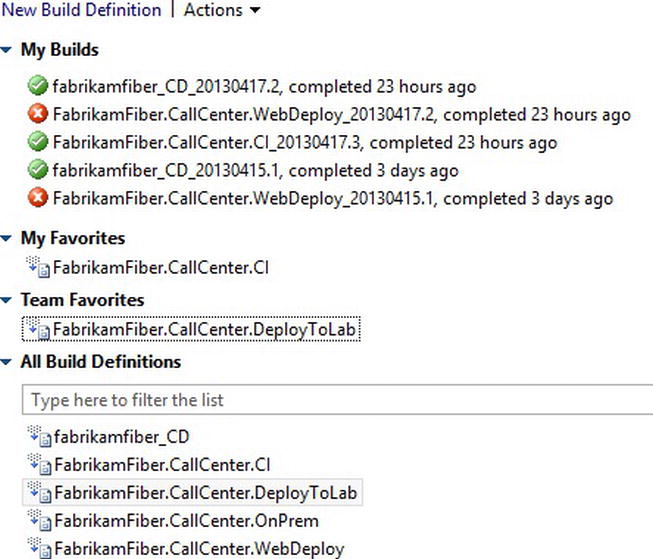 New Build Definition | Actions
My Builds
fabrikamfiber_CD_20130417.2, completed 23 hours ago
FabrikamFiber.CallCenter.WebDeploy_20130417.2, completed 23 hours ago
FabrikamFiber.CallCenter.CI_20130417.3, completed 23 hours ago
fabrikamfiber_CD_20130415.1, completed 3 days ago
FabrikamFiber.CallCenter.WebDeploy_20130415.1, completed 3 days ago
My Favorites
FabrikamFiber.CallCenter.CI
Team Favorites
FabrikamFiber.CallCenter.DeployToLab
All Build Definitions
Type here to filter the list
fabrikamfiber_CD
FabrikamFiber.CallCenter.CI
FabrikamFiber.CallCenter.DeployToLab
FabrikamFiber.CallCenter.OnPrem
FabrikamFiber.CallCenter.WebDeploy